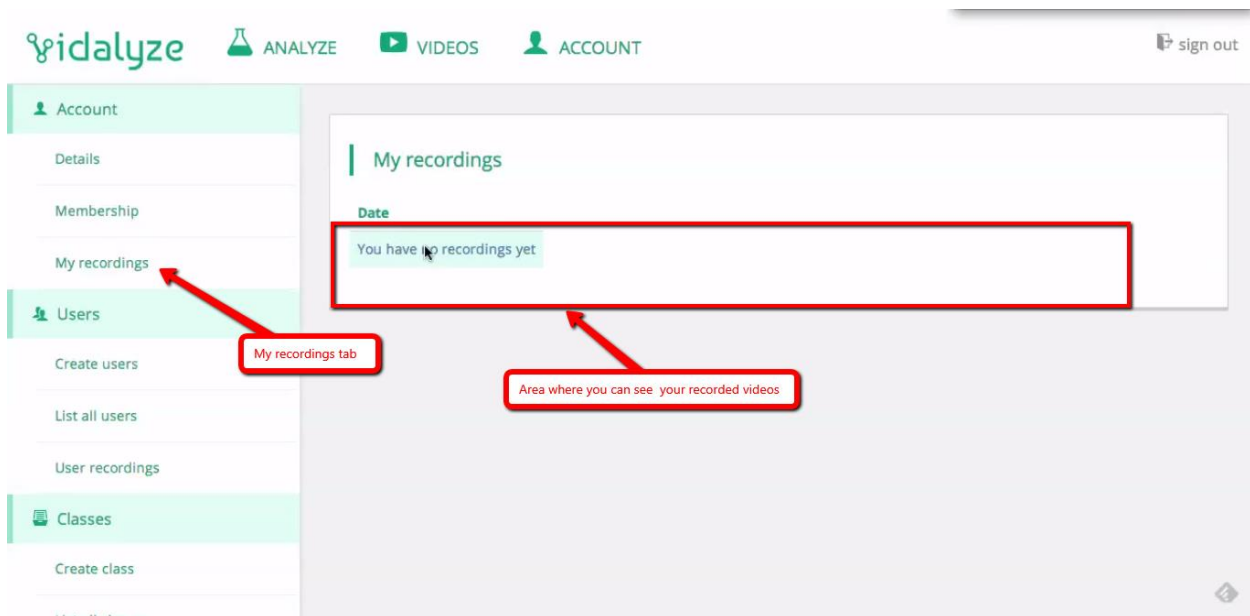 Vidalyze
ANALYZE
VIDEOS
ACCOUNT
sign out
Account
Details
Membership
My recordings
Users
Create users
List all users
User recordings
Classes
Create class
My recordings
Date
You have no recordings yet
My recordings tab
Area where you can see your recorded videos